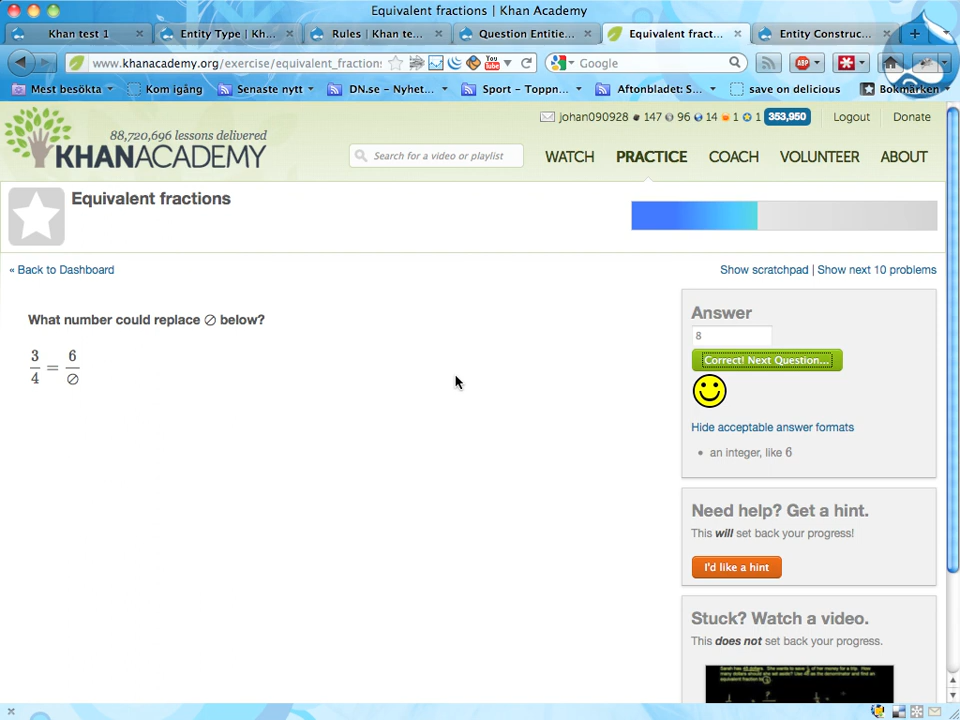 Equivalent fractions | Khan Academy
Khan test 1
Entity Type | Kh...
Rules | Khan te...
Question Entitie...
Equivalent fract...
Entity Construc...
www.khanacademy.org/exercise/equivalent_fractions
You Tube
Google
ABP
Mest besökta
Kom igång
Senaste nytt
DN.se – Nyhet...
Sport – Toppn...
Aftonbladet: S...
save on delicious
Bokmärken
johan090928 147 96 14 1 1 353,950 Logout Donate
88,720,696 lessons delivered
KHANACADEMY
Search for a video or playlist
WATCH PRACTICE COACH VOLUNTEER ABOUT
Equivalent fractions
« Back to Dashboard
Show scratchpad | Show next 10 problems
What number could replace ⊘ below?
3/4 = 6/⊘
Answer
8
Correct! Next Question...
Hide acceptable answer formats
• an integer, like 6
Need help? Get a hint.
This will set back your progress!
I'd like a hint
Stuck? Watch a video.
This does not set back your progress.